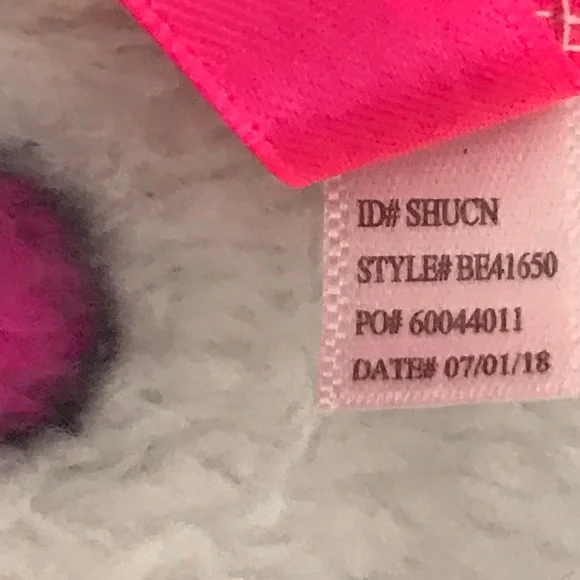 ID# SHUCN
STYLE# BE41650
PO# 60044011
DATE# 07/01/18